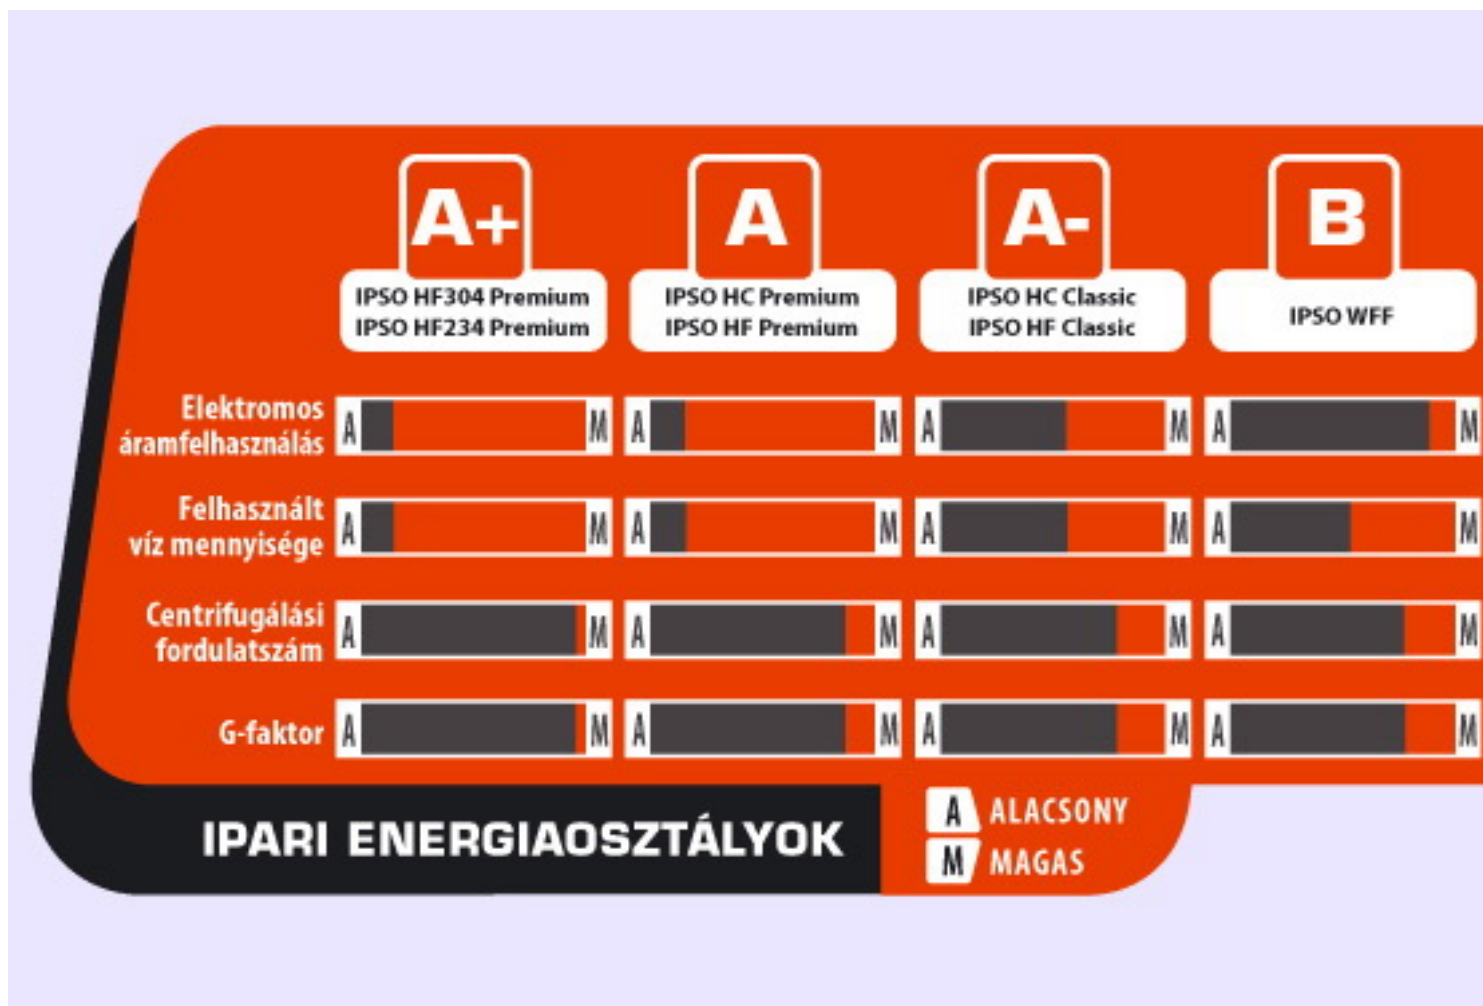 A+
A
A-
B
IPSO HF304 Premium
IPSO HF234 Premium
IPSO HC Premium
IPSO HF Premium
IPSO HC Classic
IPSO HF Classic
IPSO WFF
Elektromos
áramfelhasználás
A M A M A M A M
Felhasznált
víz mennyisége
A M A M A M A M
Centrifugálási
fordulatszám
A M A M A M A M
G-faktor
A M A M A M A M
IPARI ENERGIAOSZTÁLYOK
A ALACSONY
M MAGAS